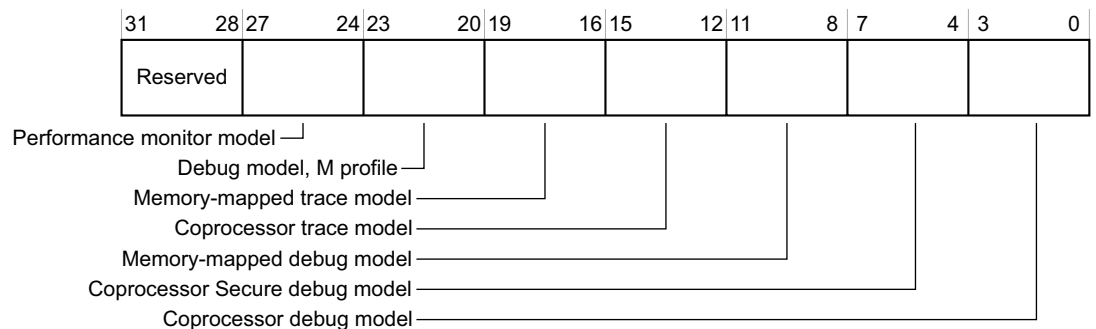 31 28 27 24 23 20 19 16 15 12 11 8 7 4 3 0
Reserved
Performance monitor model
Debug model, M profile
Memory-mapped trace model
Coprocessor trace model
Memory-mapped debug model
Coprocessor Secure debug model
Coprocessor debug model